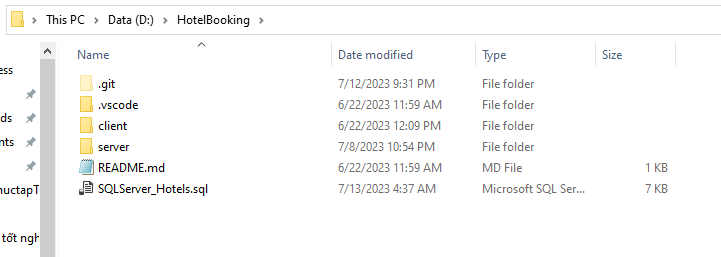 This PC > Data (D:) > HotelBooking >
Name Date modified Type Size
.git 7/12/2023 9:31 PM File folder
ess
.vscode 6/22/2023 11:59 AM File folder
client 6/22/2023 12:09 PM File folder
ds
nts
server 7/8/2023 10:54 PM File folder
README.md 6/22/2023 11:59 AM MD File 1 KB
ructapT
SQLServer_Hotels.sql 7/13/2023 4:37 AM Microsoft SQL Ser... 7 KB
tốt ngh